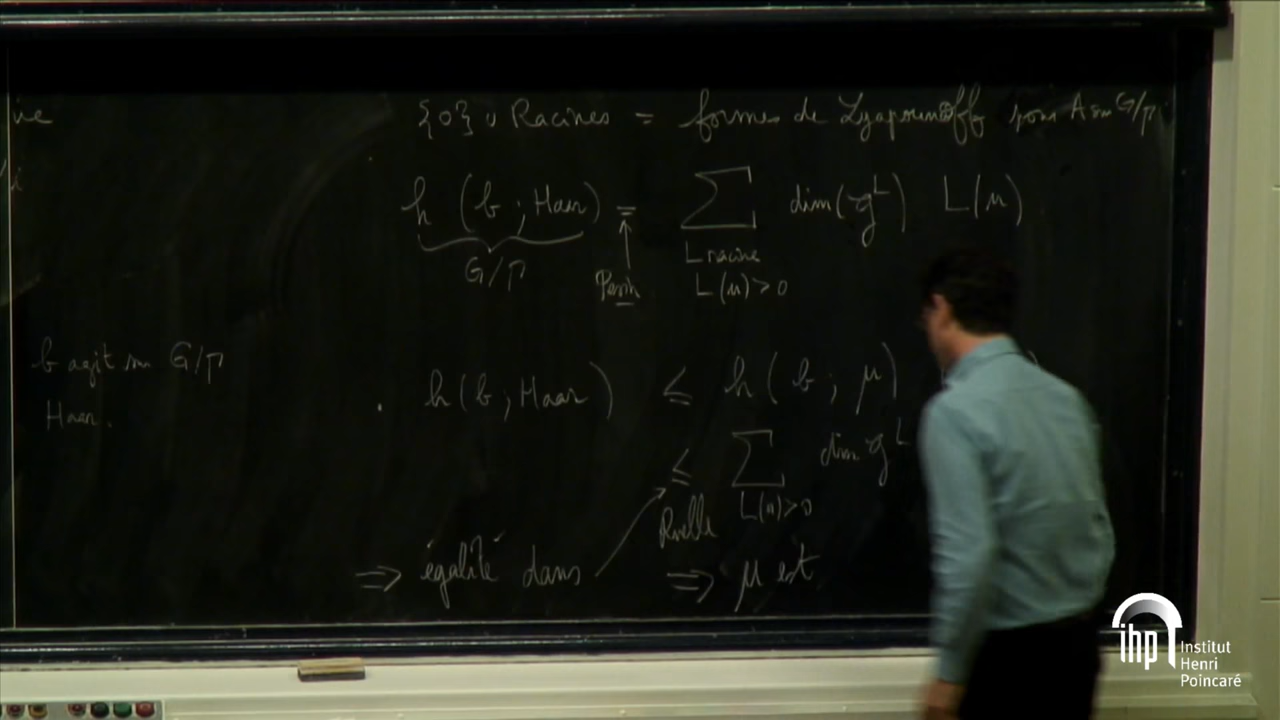 {0} ∪ Racines = formes de Lyapounoff pour A sur G/Γ
h (b ; Haar) = ∑ dim(g^L) L(u)
G/Γ
Pesin
L racine
L(u) > 0
b agit sur G/Γ
Haar.
h(b ; Haar) ≤ h(b ; μ)
≤ ∑ dim g^L
Ruelle
L(u) > 0
⇒ égalité dans ⇒ μ est
ihp Institut
Henri
Poincaré